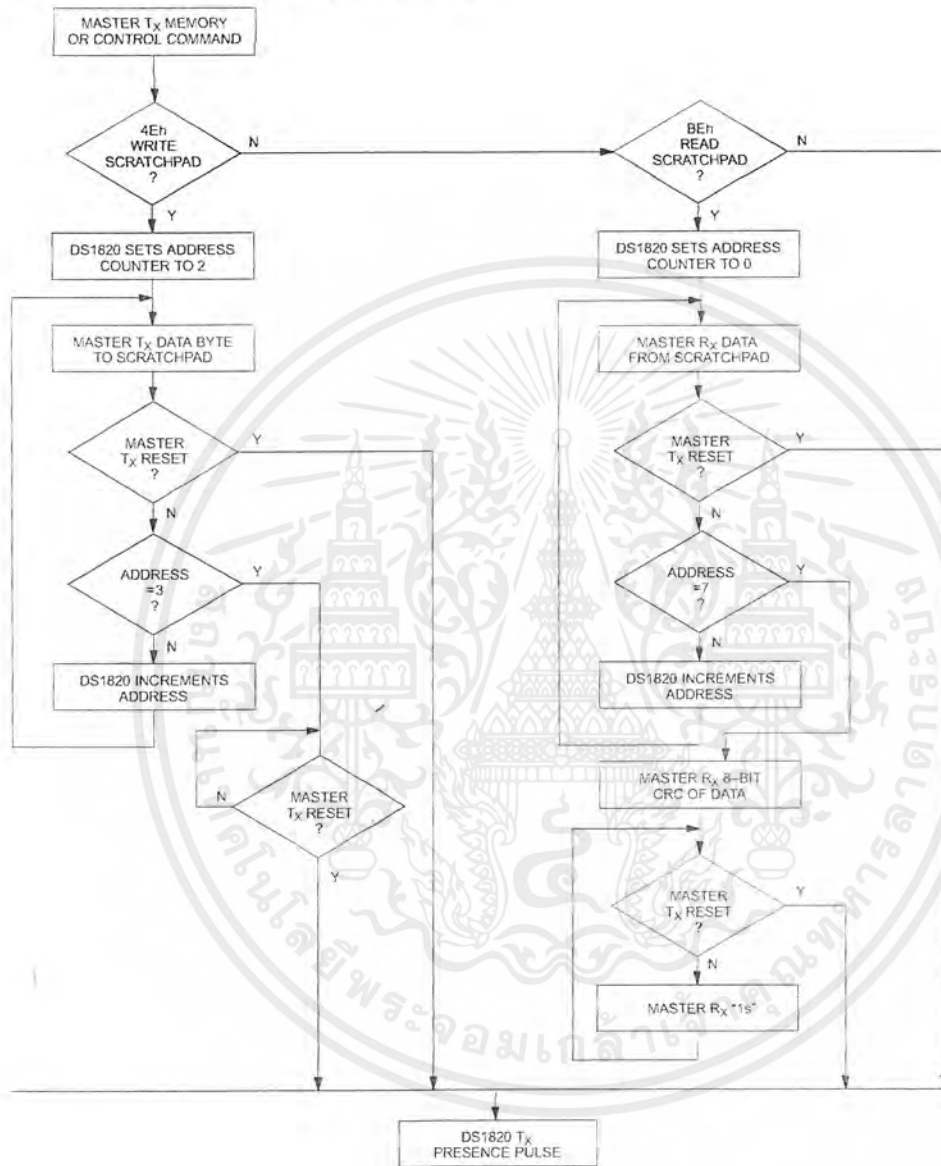 MASTER TX MEMORY
OR CONTROL COMMAND
4Eh
WRITE
SCRATCHPAD
?
N
Y
BEh
READ
SCRATCHPAD
?
N
Y
DS1820 SETS ADDRESS
COUNTER TO 2
DS1820 SETS ADDRESS
COUNTER TO 0
MASTER TX DATA BYTE
TO SCRATCHPAD
MASTER RX DATA
FROM SCRATCHPAD
MASTER
TX RESET
?
Y
N
MASTER
TX RESET
?
Y
N
ADDRESS
=3
?
Y
N
ADDRESS
=7
?
Y
N
DS1820 INCREMENTS
ADDRESS
DS1820 INCREMENTS
ADDRESS
MASTER
TX RESET
?
N
Y
MASTER RX 8-BIT
CRC OF DATA
MASTER
TX RESET
?
Y
N
MASTER RX "1s"
DS1820 TX
PRESENCE PULSE